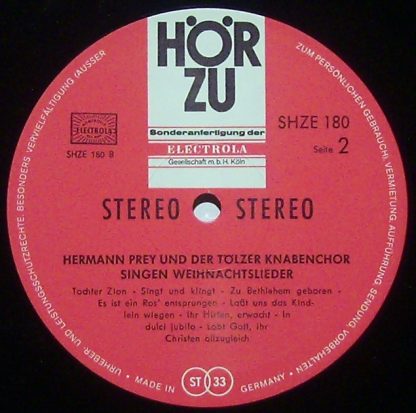 HÖR
ZU
Sonderanfertigung der
ELECTROLA
Gesellschaft m. b. H. Köln
ELECTROLA
SHZE 180 B
SHZE 180
Seite 2
STEREO STEREO
HERMANN PREY UND DER TÖLZER KNABENCHOR
SINGEN WEIHNACHTSLIEDER
Tochter Zion - Singt und klingt - Zu Bethlehem geboren -
Es ist ein Ros' entsprungen - Laßt uns das Kind-
lein wiegen - Ihr Hirten, erwacht - In
dulci jubilo - Lobt Gott, ihr
Christen allzugleich
URHEBER- UND LEISTUNGSSCHUTZRECHTE, BESONDERS VERVIELFÄLTIGUNG (AUSSER
ZUM PERSÖNLICHEN GEBRAUCH) VERMIETUNG, AUFFÜHRUNG, SENDUNG VORBEHALTEN
MADE IN ST 33 GERMANY